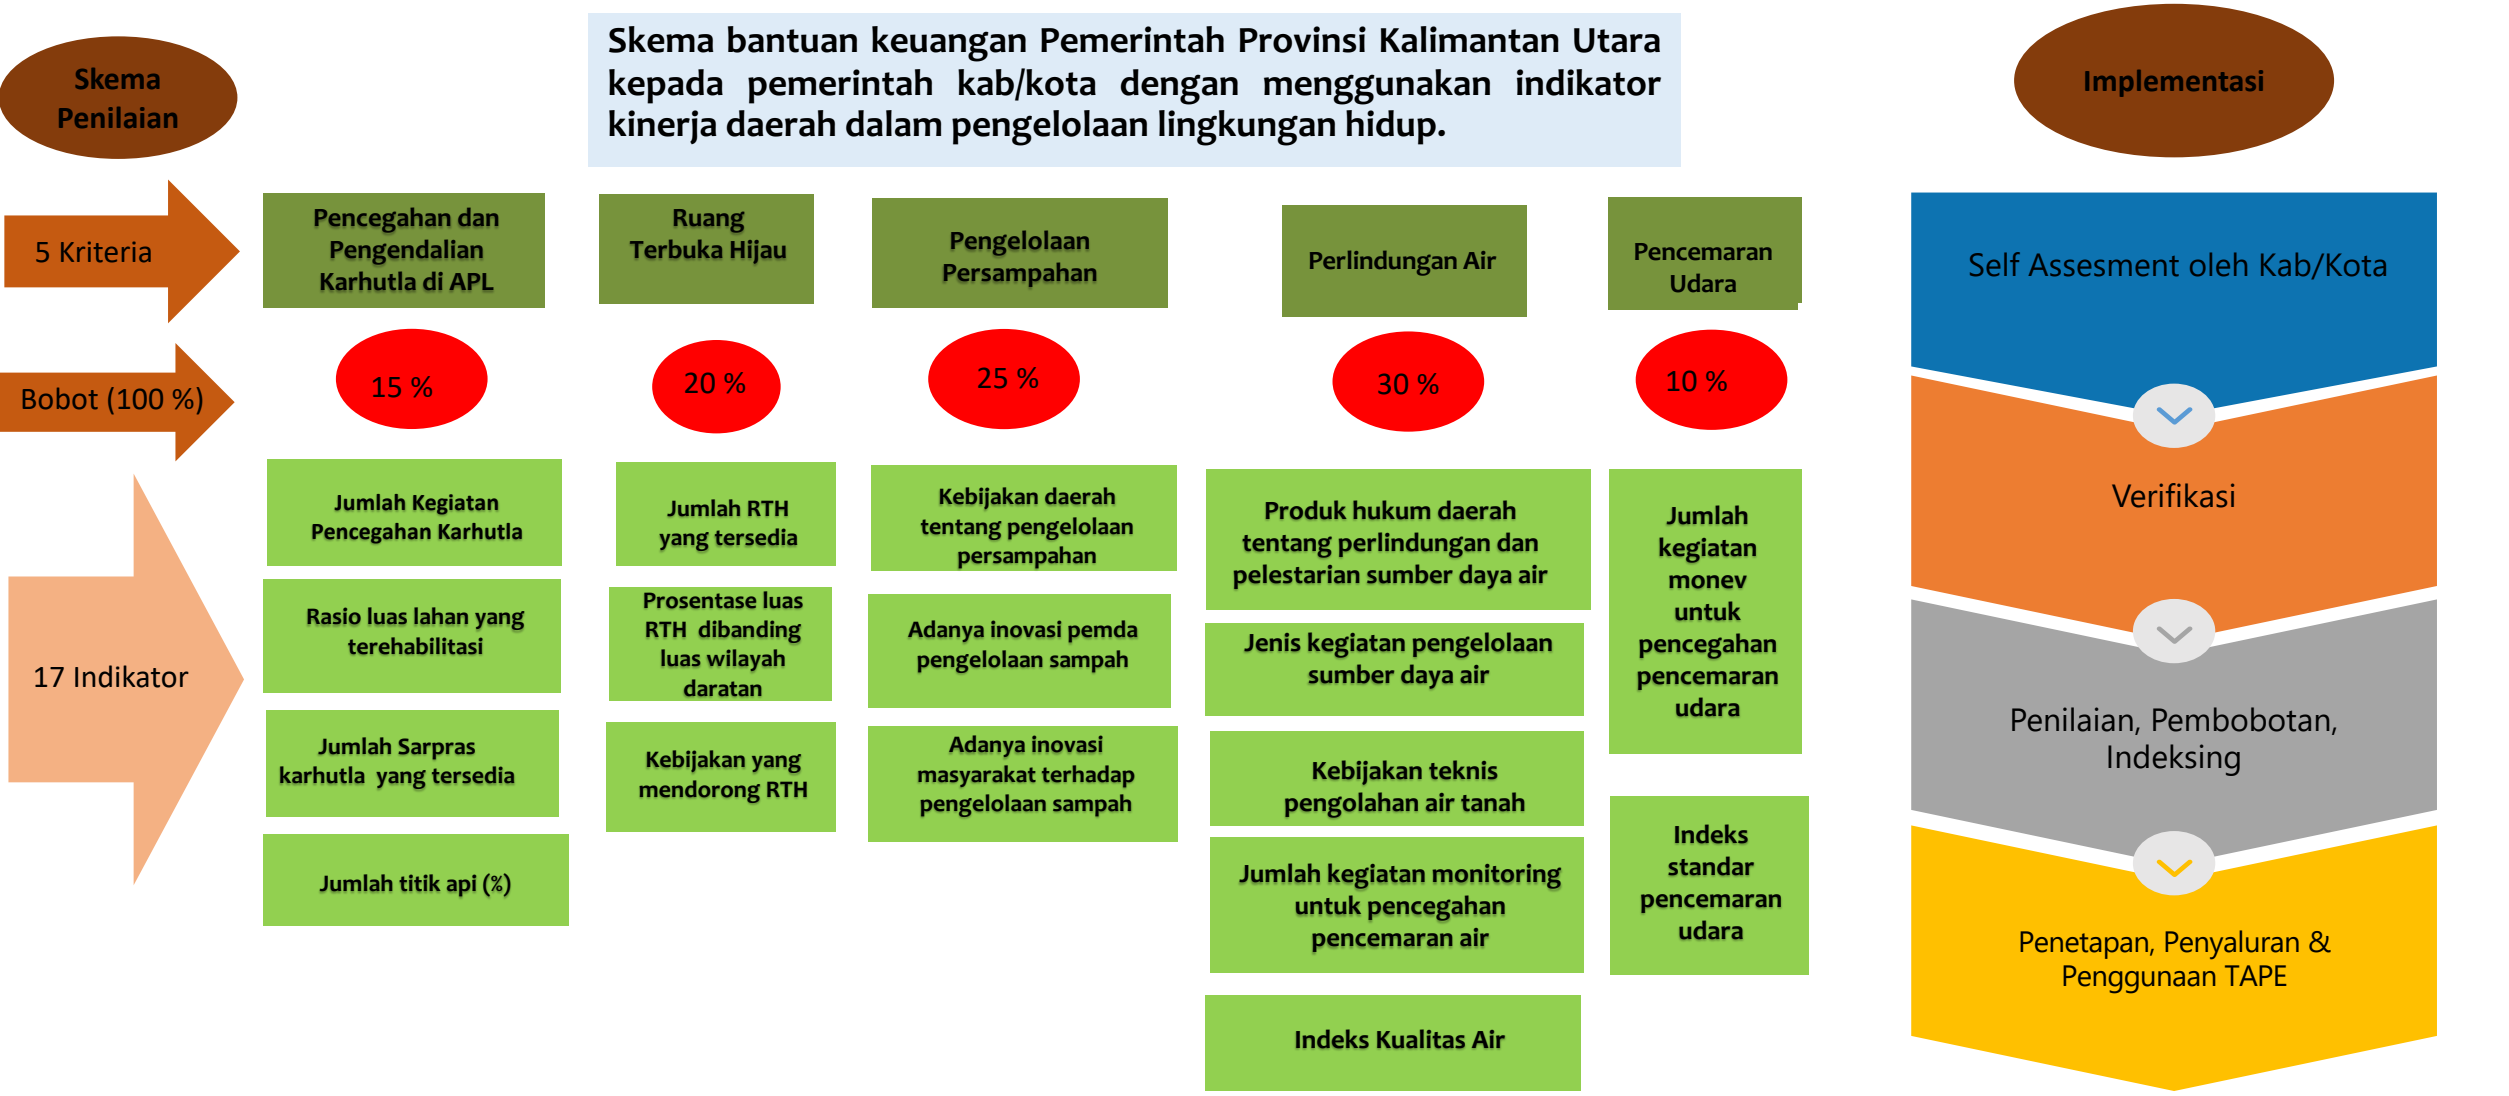 Skema
Penilaian
Skema bantuan keuangan Pemerintah Provinsi Kalimantan Utara
kepada pemerintah kab/kota dengan menggunakan indikator
kinerja daerah dalam pengelolaan lingkungan hidup.
Implementasi
5 Kriteria
Pencegahan dan
Pengendalian
Karhutla di APL
Ruang
Terbuka Hijau
Pengelolaan
Persampahan
Perlindungan Air
Pencemaran
Udara
Bobot (100 %)
15 %
20 %
25 %
30 %
10 %
17 Indikator
Jumlah Kegiatan
Pencegahan Karhutla
Rasio luas lahan yang
terehabilitasi
Jumlah Sarpras
karhutla yang tersedia
Jumlah titik api (%)
Jumlah RTH
yang tersedia
Prosentase luas
RTH dibanding
luas wilayah
daratan
Kebijakan yang
mendorong RTH
Kebijakan daerah
tentang pengelolaan
persampahan
Adanya inovasi pemda
pengelolaan sampah
Adanya inovasi
masyarakat terhadap
pengelolaan sampah
Produk hukum daerah
tentang perlindungan dan
pelestarian sumber daya air
Jenis kegiatan pengelolaan
sumber daya air
Kebijakan teknis
pengolahan air tanah
Jumlah kegiatan monitoring
untuk pencegahan
pencemaran air
Indeks Kualitas Air
Jumlah
kegiatan
monev
untuk
pencegahan
pencemaran
udara
Indeks
standar
pencemaran
udara
Self Assesment oleh Kab/Kota
Verifikasi
Penilaian, Pembobotan,
Indeksing
Penetapan, Penyaluran &
Penggunaan TAPE